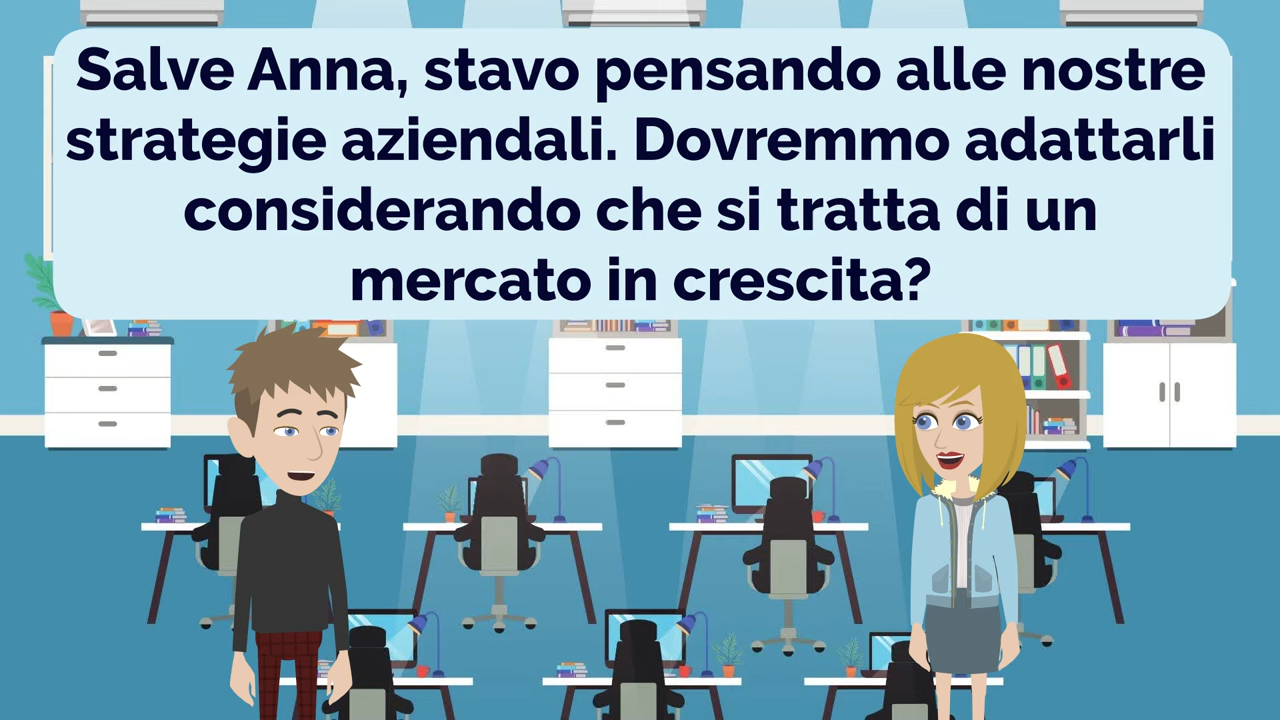 Salve Anna, stavo pensando alle nostre
strategie aziendali. Dovremmo adattarli
considerando che si tratta di un
mercato in crescita?